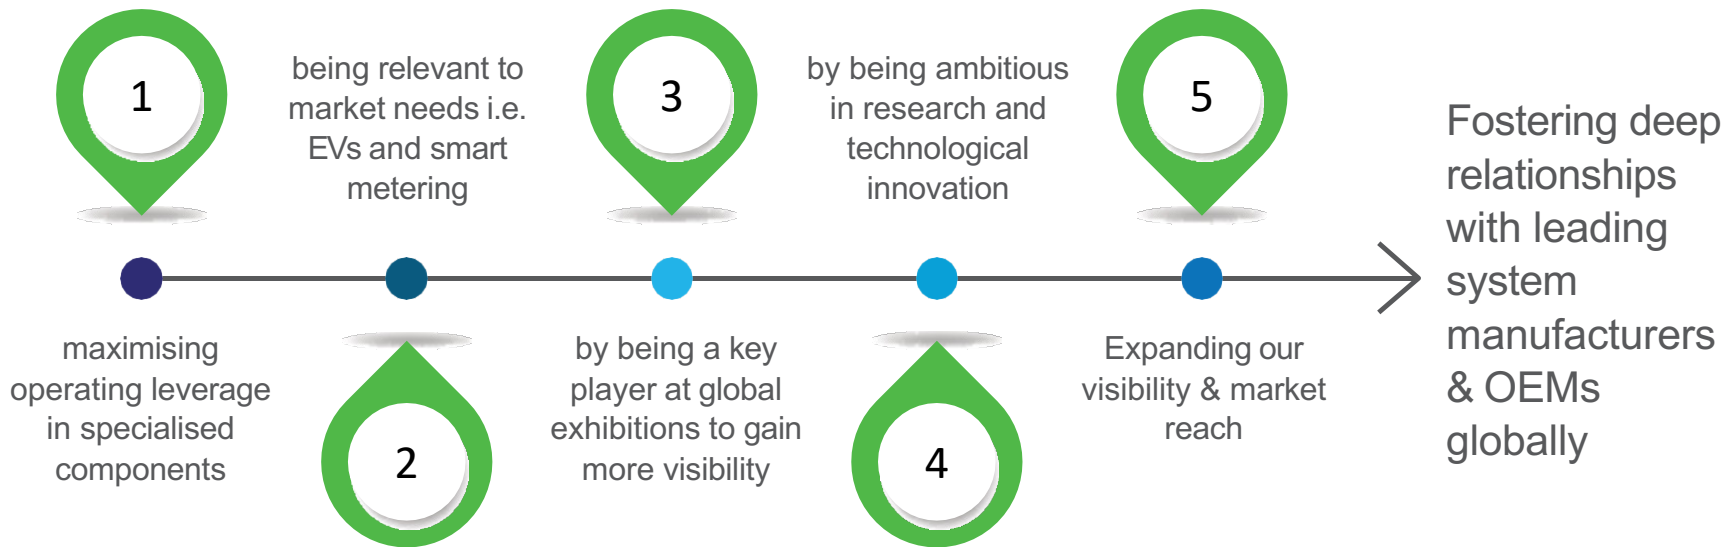 1
maximising
operating leverage
in specialised
components
being relevant to
market needs i.e.
EVs and smart
metering
2
3
by being a key
player at global
exhibitions to gain
more visibility
by being ambitious
in research and
technological
innovation
4
5
Expanding our
visibility & market
reach
Fostering deep
relationships
with leading
system
manufacturers
& OEMs
globally